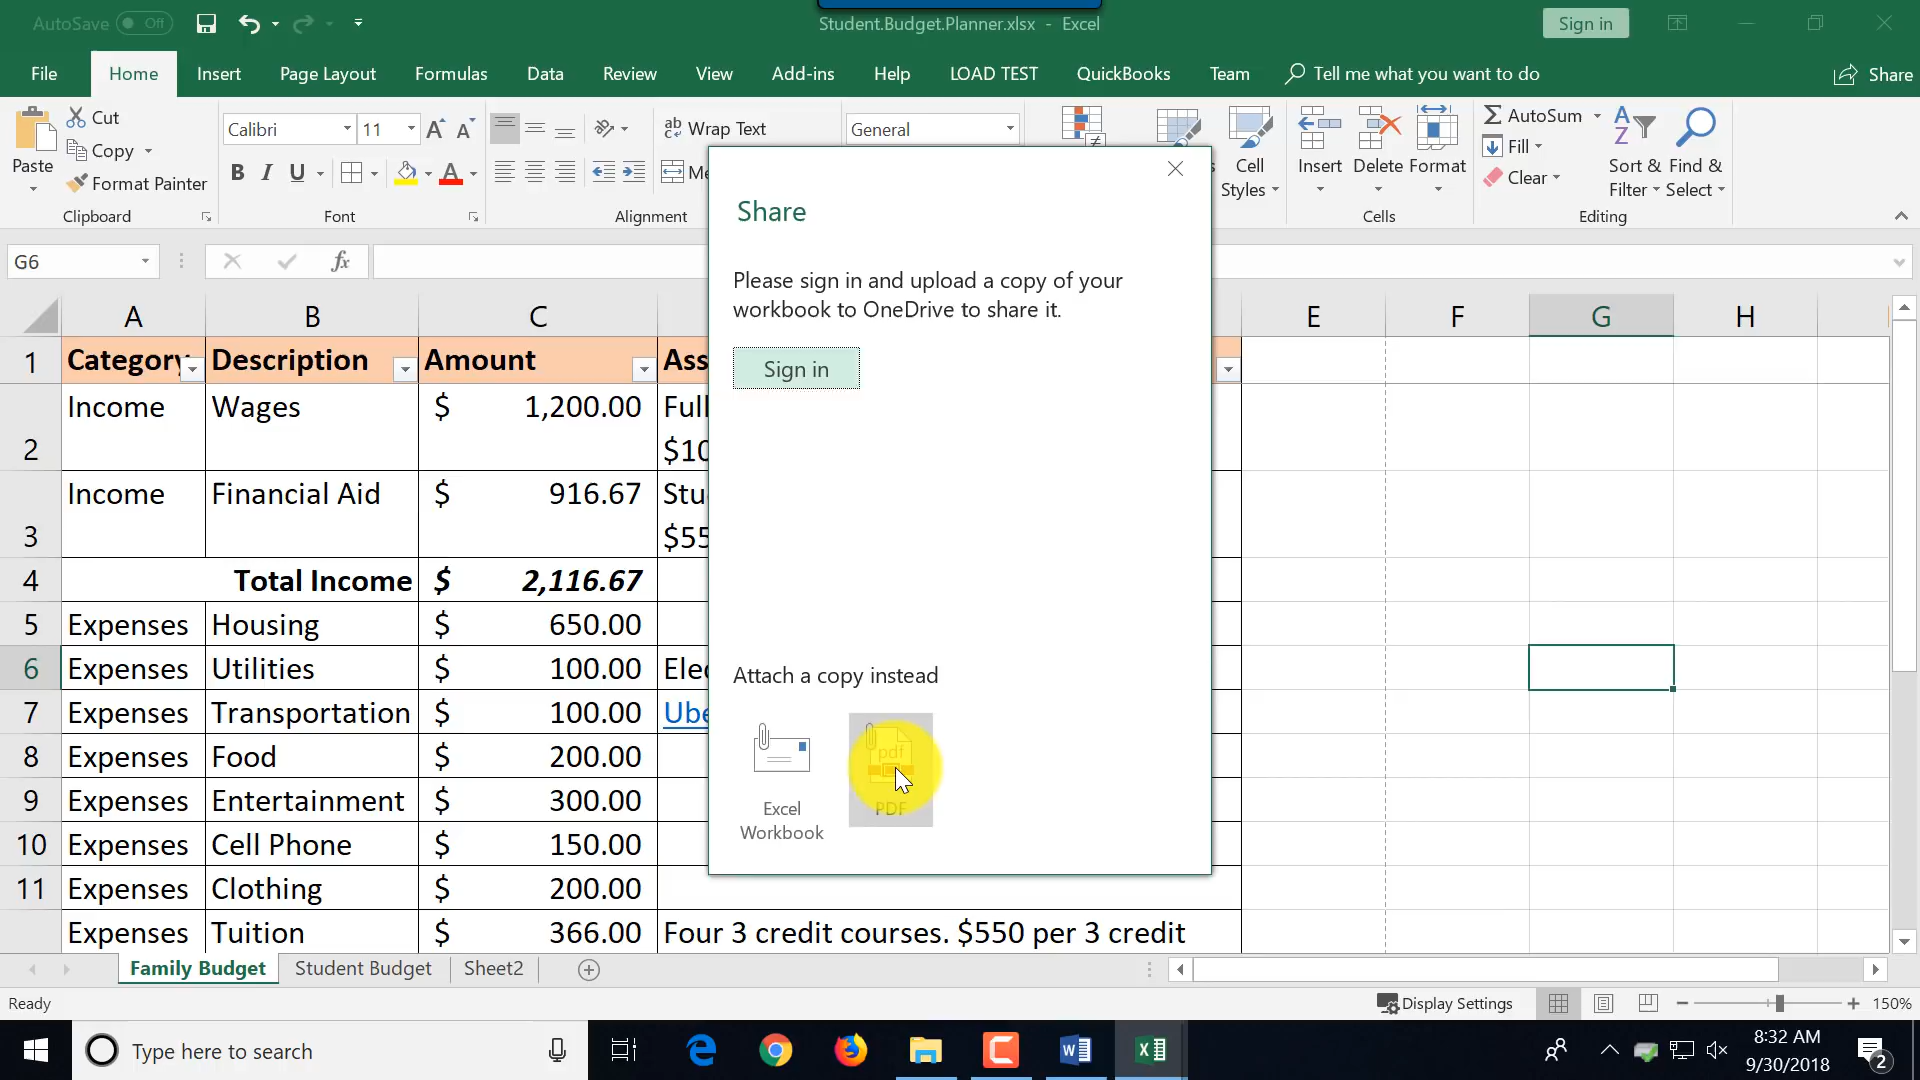 AutoSave Off
Student.Budget.Planner.xlsx - Excel
Sign in
File Home Insert Page Layout Formulas Data Review View Add-ins Help LOAD TEST QuickBooks Team Tell me what you want to do Share
Paste
Cut
Copy
Format Painter
Clipboard
Calibri 11
B I U
Font
ab Wrap Text
Alignment
General
Cell
Styles
Insert Delete Format
Cells
AutoSum
Fill
Clear
Sort &
Filter
Find &
Select
Editing
G6
fx
Share
Please sign in and upload a copy of your
workbook to OneDrive to share it.
Sign in
Attach a copy instead
Excel
Workbook
pdf
PDF
A B C E F G H
1 Category Description Amount
2 Income Wages $ 1,200.00
3 Income Financial Aid $ 916.67
4 Total Income $ 2,116.67
5 Expenses Housing $ 650.00
6 Expenses Utilities $ 100.00
7 Expenses Transportation $ 100.00
8 Expenses Food $ 200.00
9 Expenses Entertainment $ 300.00
10 Expenses Cell Phone $ 150.00
11 Expenses Clothing $ 200.00
Expenses Tuition $ 366.00 Four 3 credit courses. $550 per 3 credit
Family Budget Student Budget Sheet2
Ready
Display Settings
150%
Type here to search
8:32 AM
9/30/2018
2